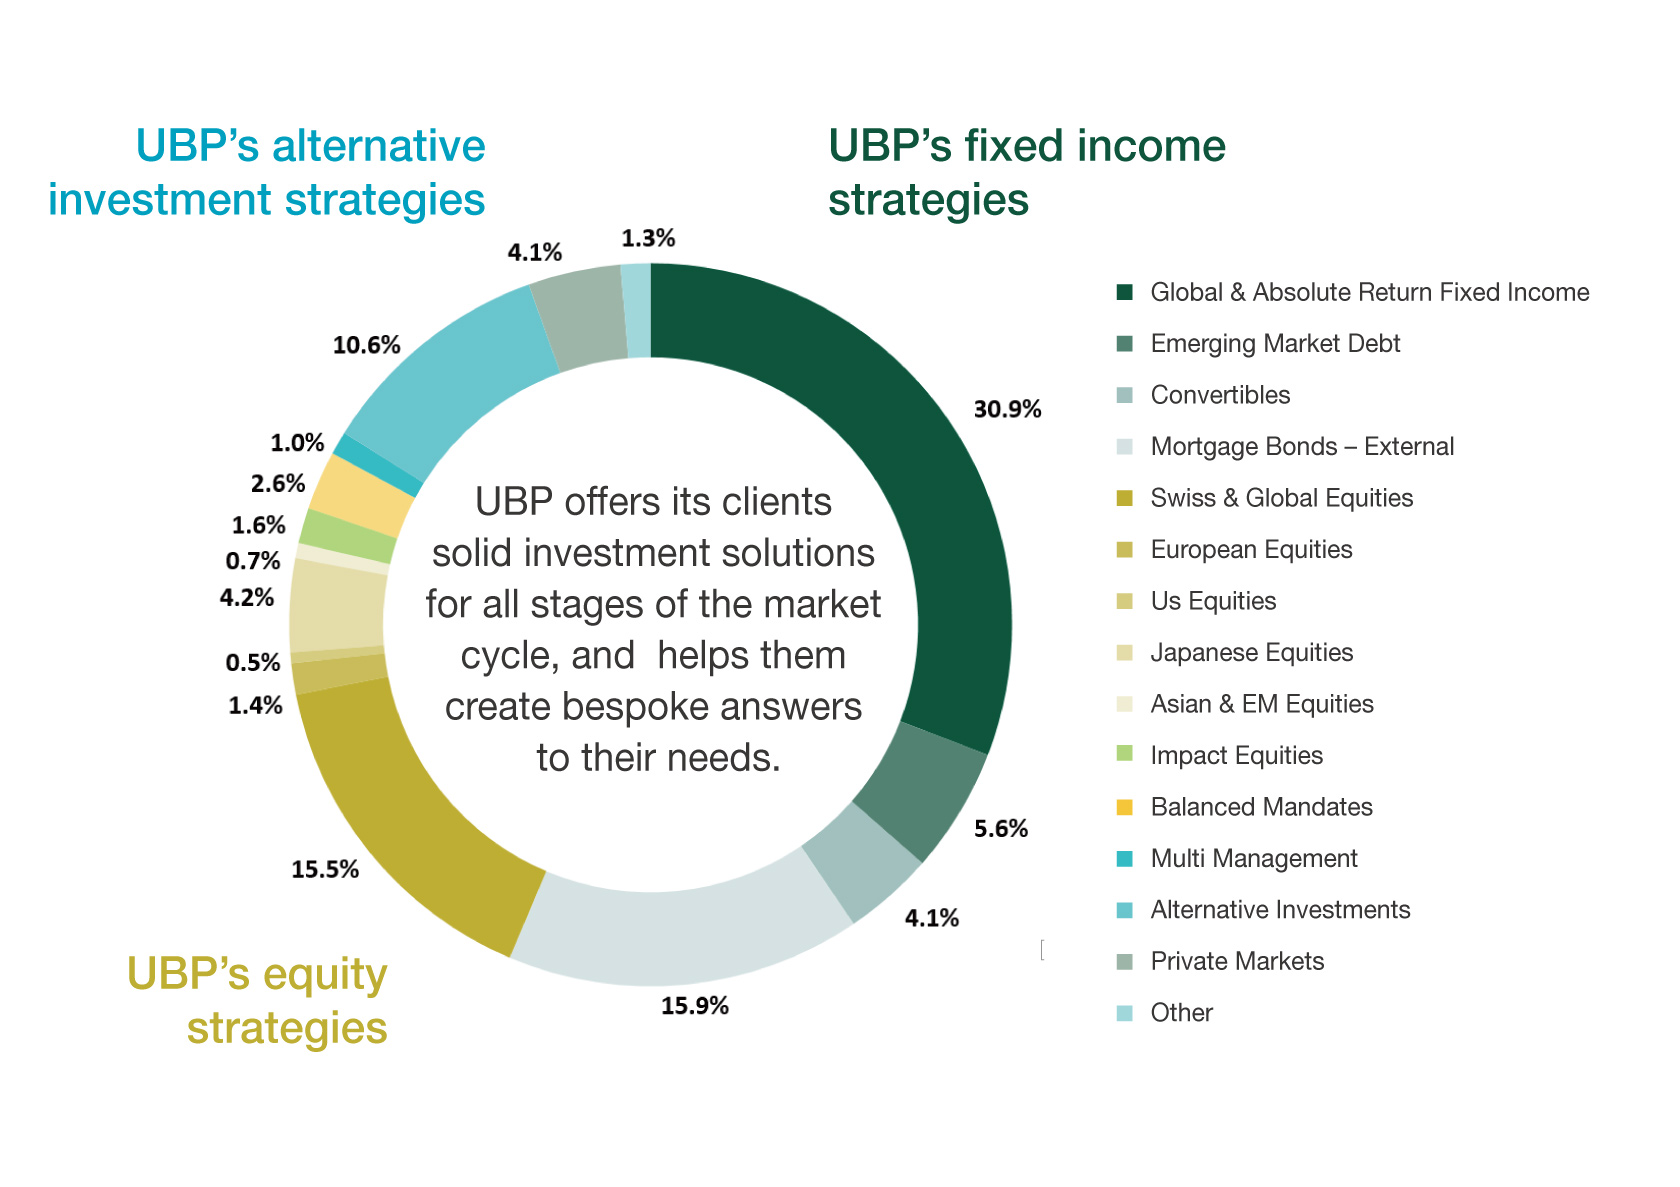 UBP’s alternative
investment strategies
UBP’s fixed income
strategies
1.3%
4.1%
10.6%
30.9%
1.0%
2.6%
1.6%
0.7%
4.2%
0.5%
1.4%
15.5%
5.6%
4.1%
15.9%
UBP offers its clients
solid investment solutions
for all stages of the market
cycle, and  helps them
create bespoke answers
to their needs.
UBP’s equity
strategies
Global & Absolute Return Fixed Income
Emerging Market Debt
Convertibles
Mortgage Bonds – External
Swiss & Global Equities
European Equities
Us Equities
Japanese Equities
Asian & EM Equities
Impact Equities
Balanced Mandates
Multi Management
Alternative Investments
Private Markets
Other